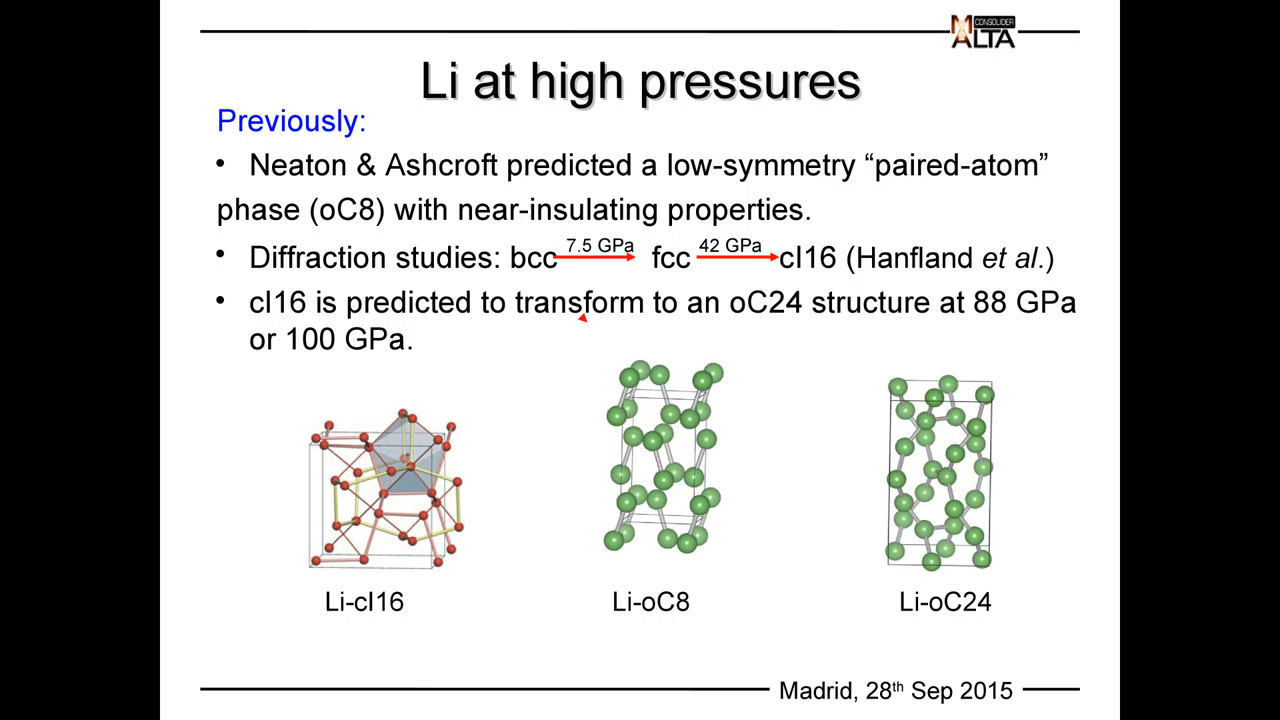 CONSOLIDER
MALTA
Li at high pressures
Previously:
• Neaton & Ashcroft predicted a low-symmetry “paired-atom”
phase (oC8) with near-insulating properties.
• Diffraction studies: bcc 7.5 GPa fcc 42 GPa cI16 (Hanfland et al.)
• cI16 is predicted to transform to an oC24 structure at 88 GPa
or 100 GPa.
Li-cI16 Li-oC8 Li-oC24
Madrid, 28th Sep 2015